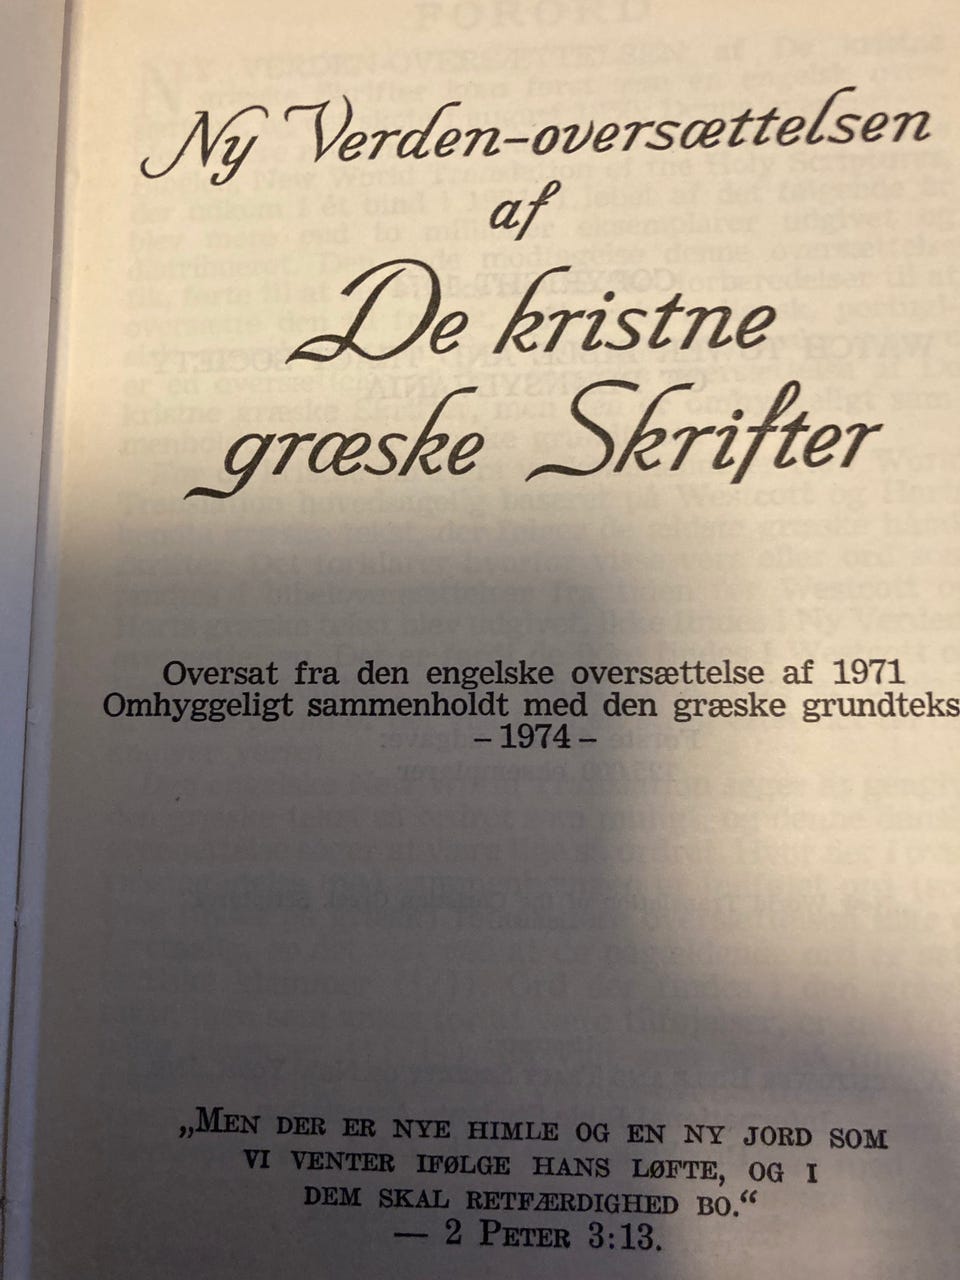 Ny Verden-oversættelsen
af
De kristne
græske Skrifter
Oversat fra den engelske oversættelse af 1971
Omhyggeligt sammenholdt med den græske grundteks
– 1974 –
„MEN DER ER NYE HIMLE OG EN NY JORD SOM
VI VENTER IFØLGE HANS LØFTE, OG I
DEM SKAL RETFÆRDIGHED BO.“
— 2 PETER 3:13.